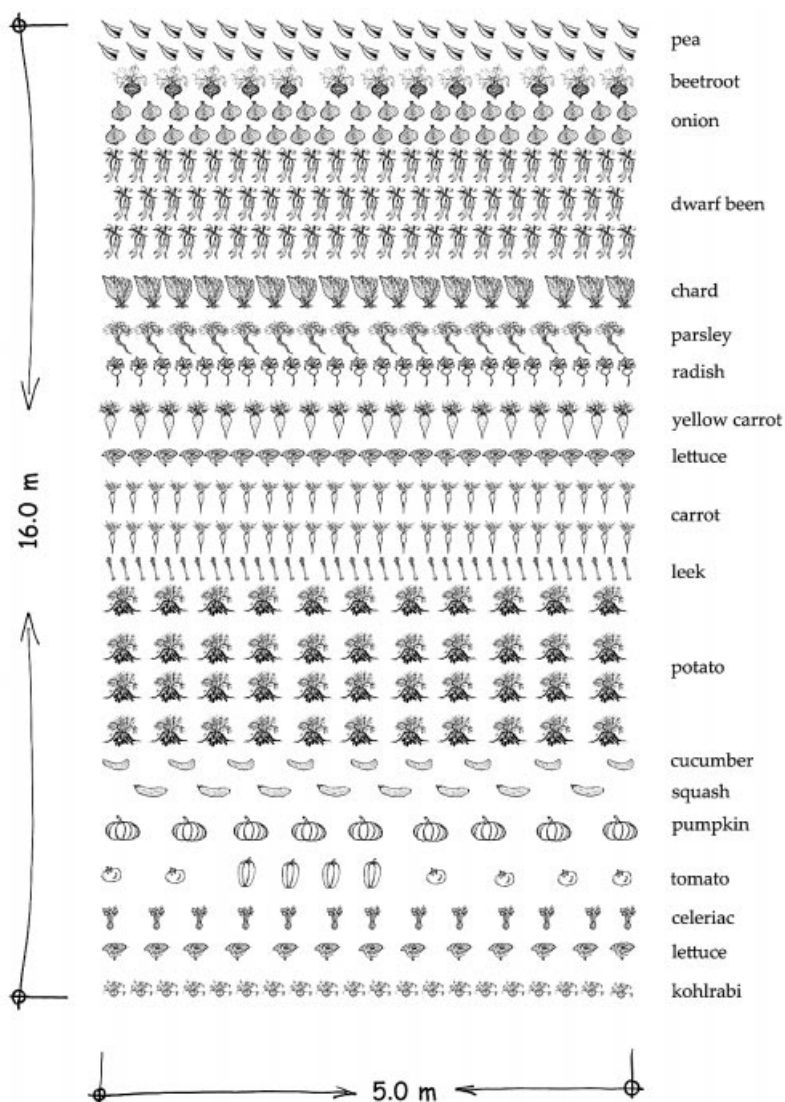 pea
beetroot
onion
dwarf been
chard
parsley
radish
yellow carrot
lettuce
carrot
16.0 m
leek
potato
cucumber
squash
pumpkin
tomato
celeriac
lettuce
kohlrabi
5.0 m